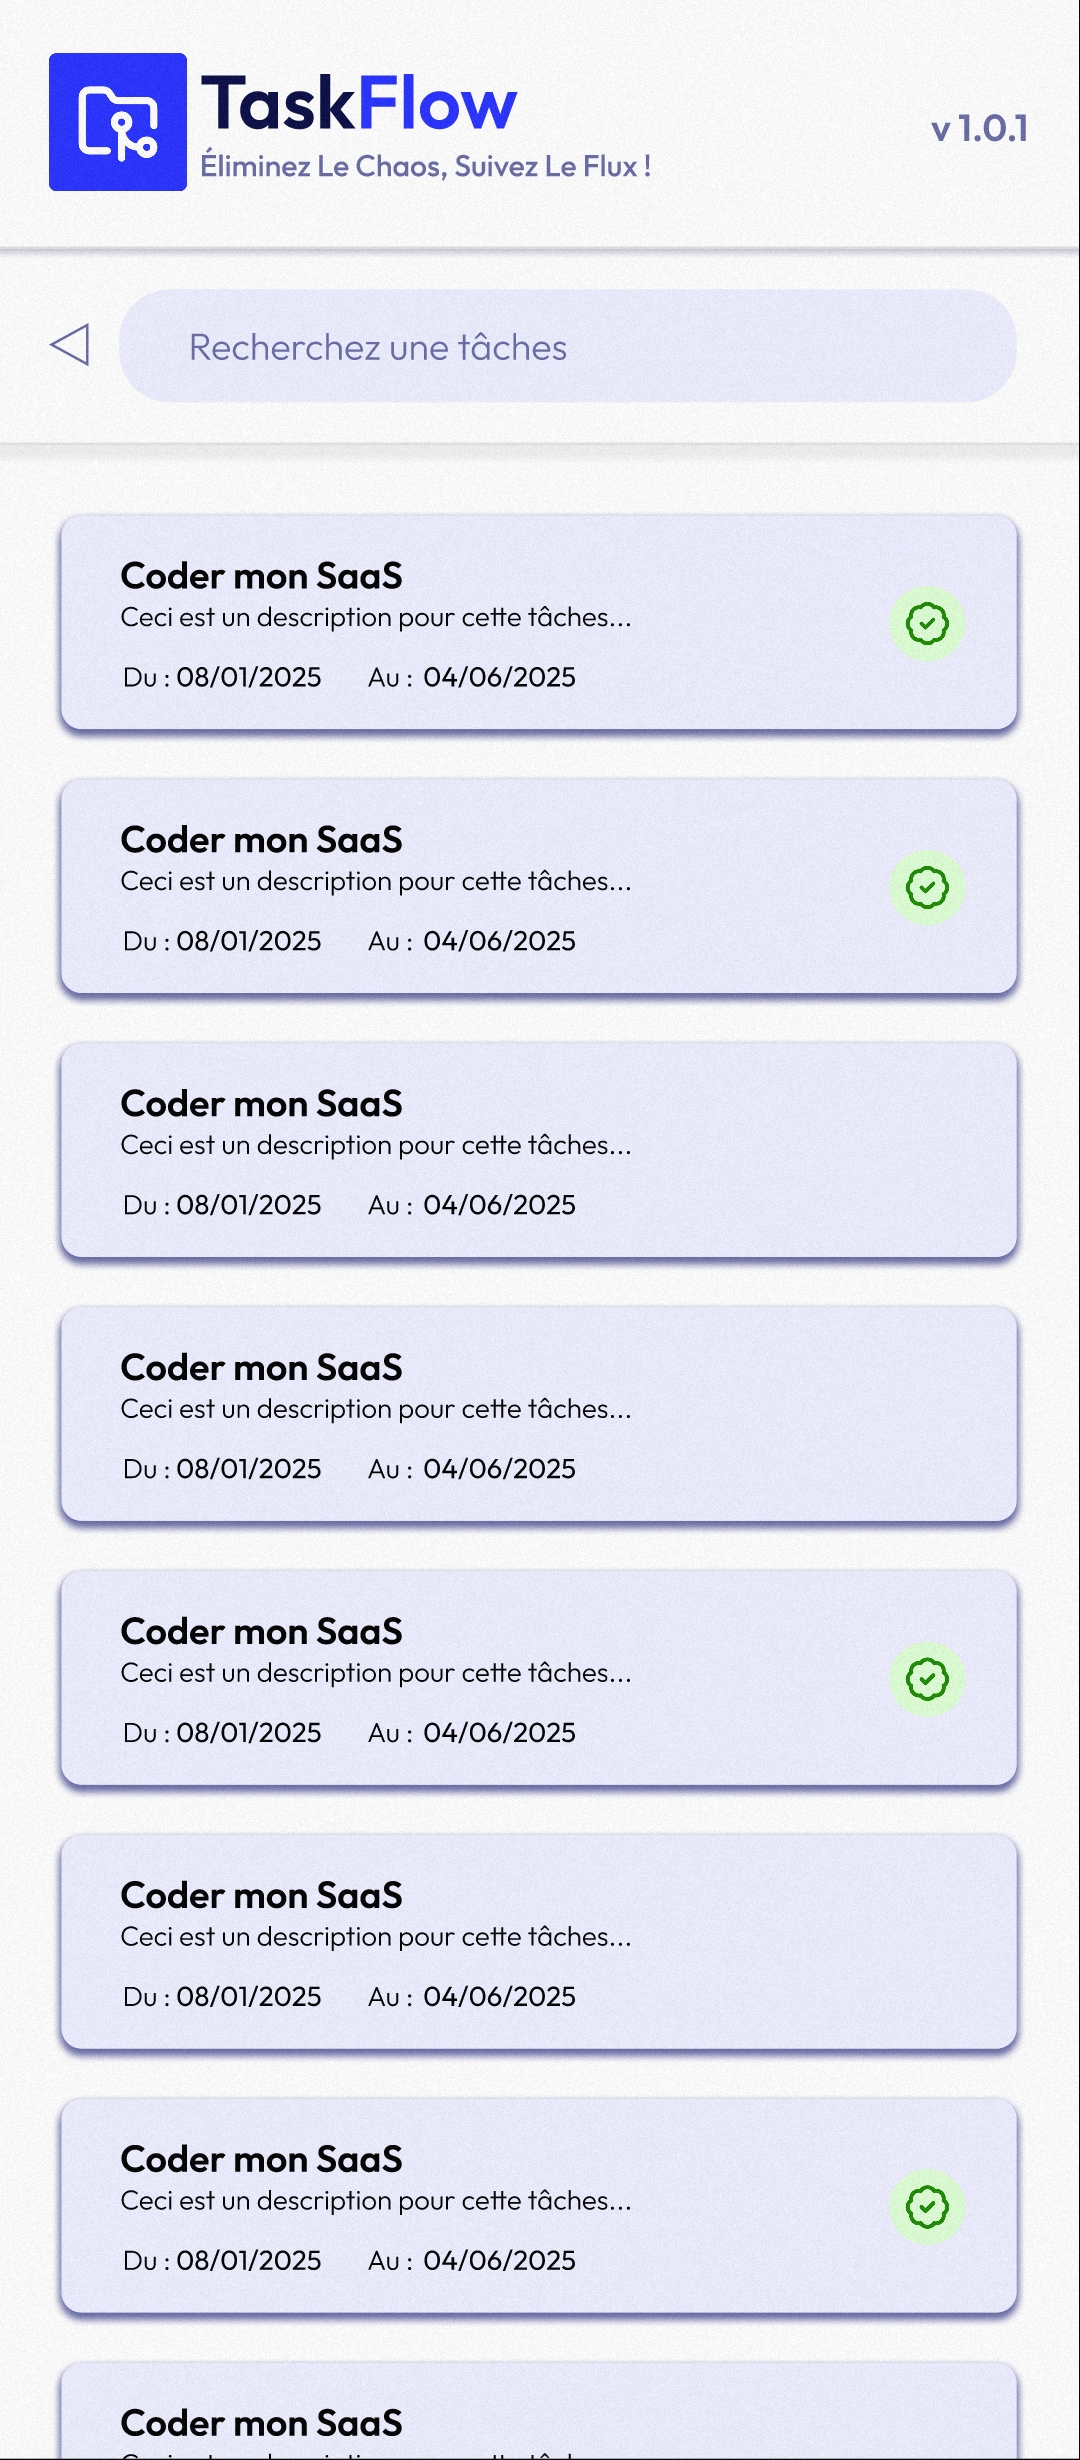 TaskFlow
Éliminez Le Chaos, Suivez Le Flux !
v 1.0.1
Recherchez une tâches
Coder mon SaaS
Ceci est un description pour cette tâches...
Du : 08/01/2025 Au : 04/06/2025
Coder mon SaaS
Ceci est un description pour cette tâches...
Du : 08/01/2025 Au : 04/06/2025
Coder mon SaaS
Ceci est un description pour cette tâches...
Du : 08/01/2025 Au : 04/06/2025
Coder mon SaaS
Ceci est un description pour cette tâches...
Du : 08/01/2025 Au : 04/06/2025
Coder mon SaaS
Ceci est un description pour cette tâches...
Du : 08/01/2025 Au : 04/06/2025
Coder mon SaaS
Ceci est un description pour cette tâches...
Du : 08/01/2025 Au : 04/06/2025
Coder mon SaaS
Ceci est un description pour cette tâches...
Du : 08/01/2025 Au : 04/06/2025
Coder mon SaaS